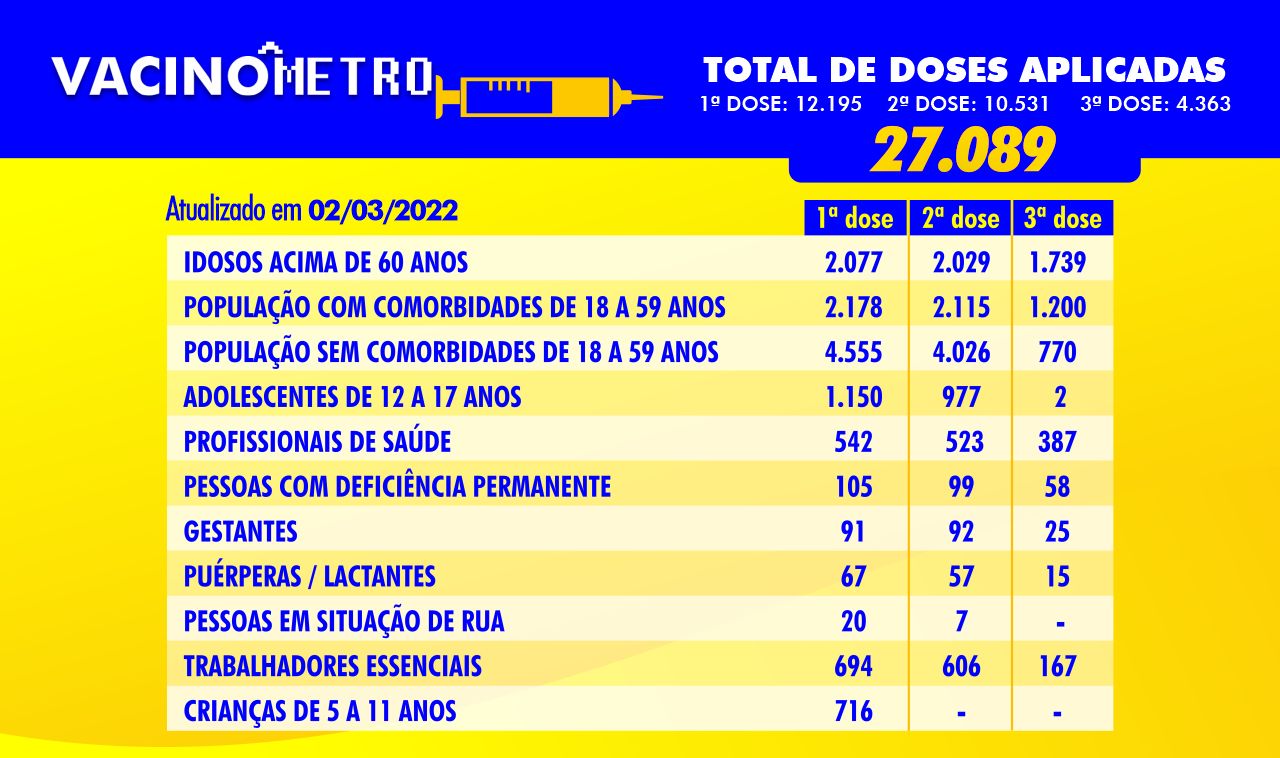 VACINÔMETRO
TOTAL DE DOSES APLICADAS
1ª DOSE: 12.195 2ª DOSE: 10.531 3ª DOSE: 4.363
27.089
Atualizado em 02/03/2022
1ª dose 2ª dose 3ª dose
IDOSOS ACIMA DE 60 ANOS 2.077 2.029 1.739
POPULAÇÃO COM COMORBIDADES DE 18 A 59 ANOS 2.178 2.115 1.200
POPULAÇÃO SEM COMORBIDADES DE 18 A 59 ANOS 4.555 4.026 770
ADOLESCENTES DE 12 A 17 ANOS 1.150 977 2
PROFISSIONAIS DE SAÚDE 542 523 387
PESSOAS COM DEFICIÊNCIA PERMANENTE 105 99 58
GESTANTES 91 92 25
PUÉRPERAS / LACTANTES 67 57 15
PESSOAS EM SITUAÇÃO DE RUA 20 7 -
TRABALHADORES ESSENCIAIS 694 606 167
CRIANÇAS DE 5 A 11 ANOS 716 - -